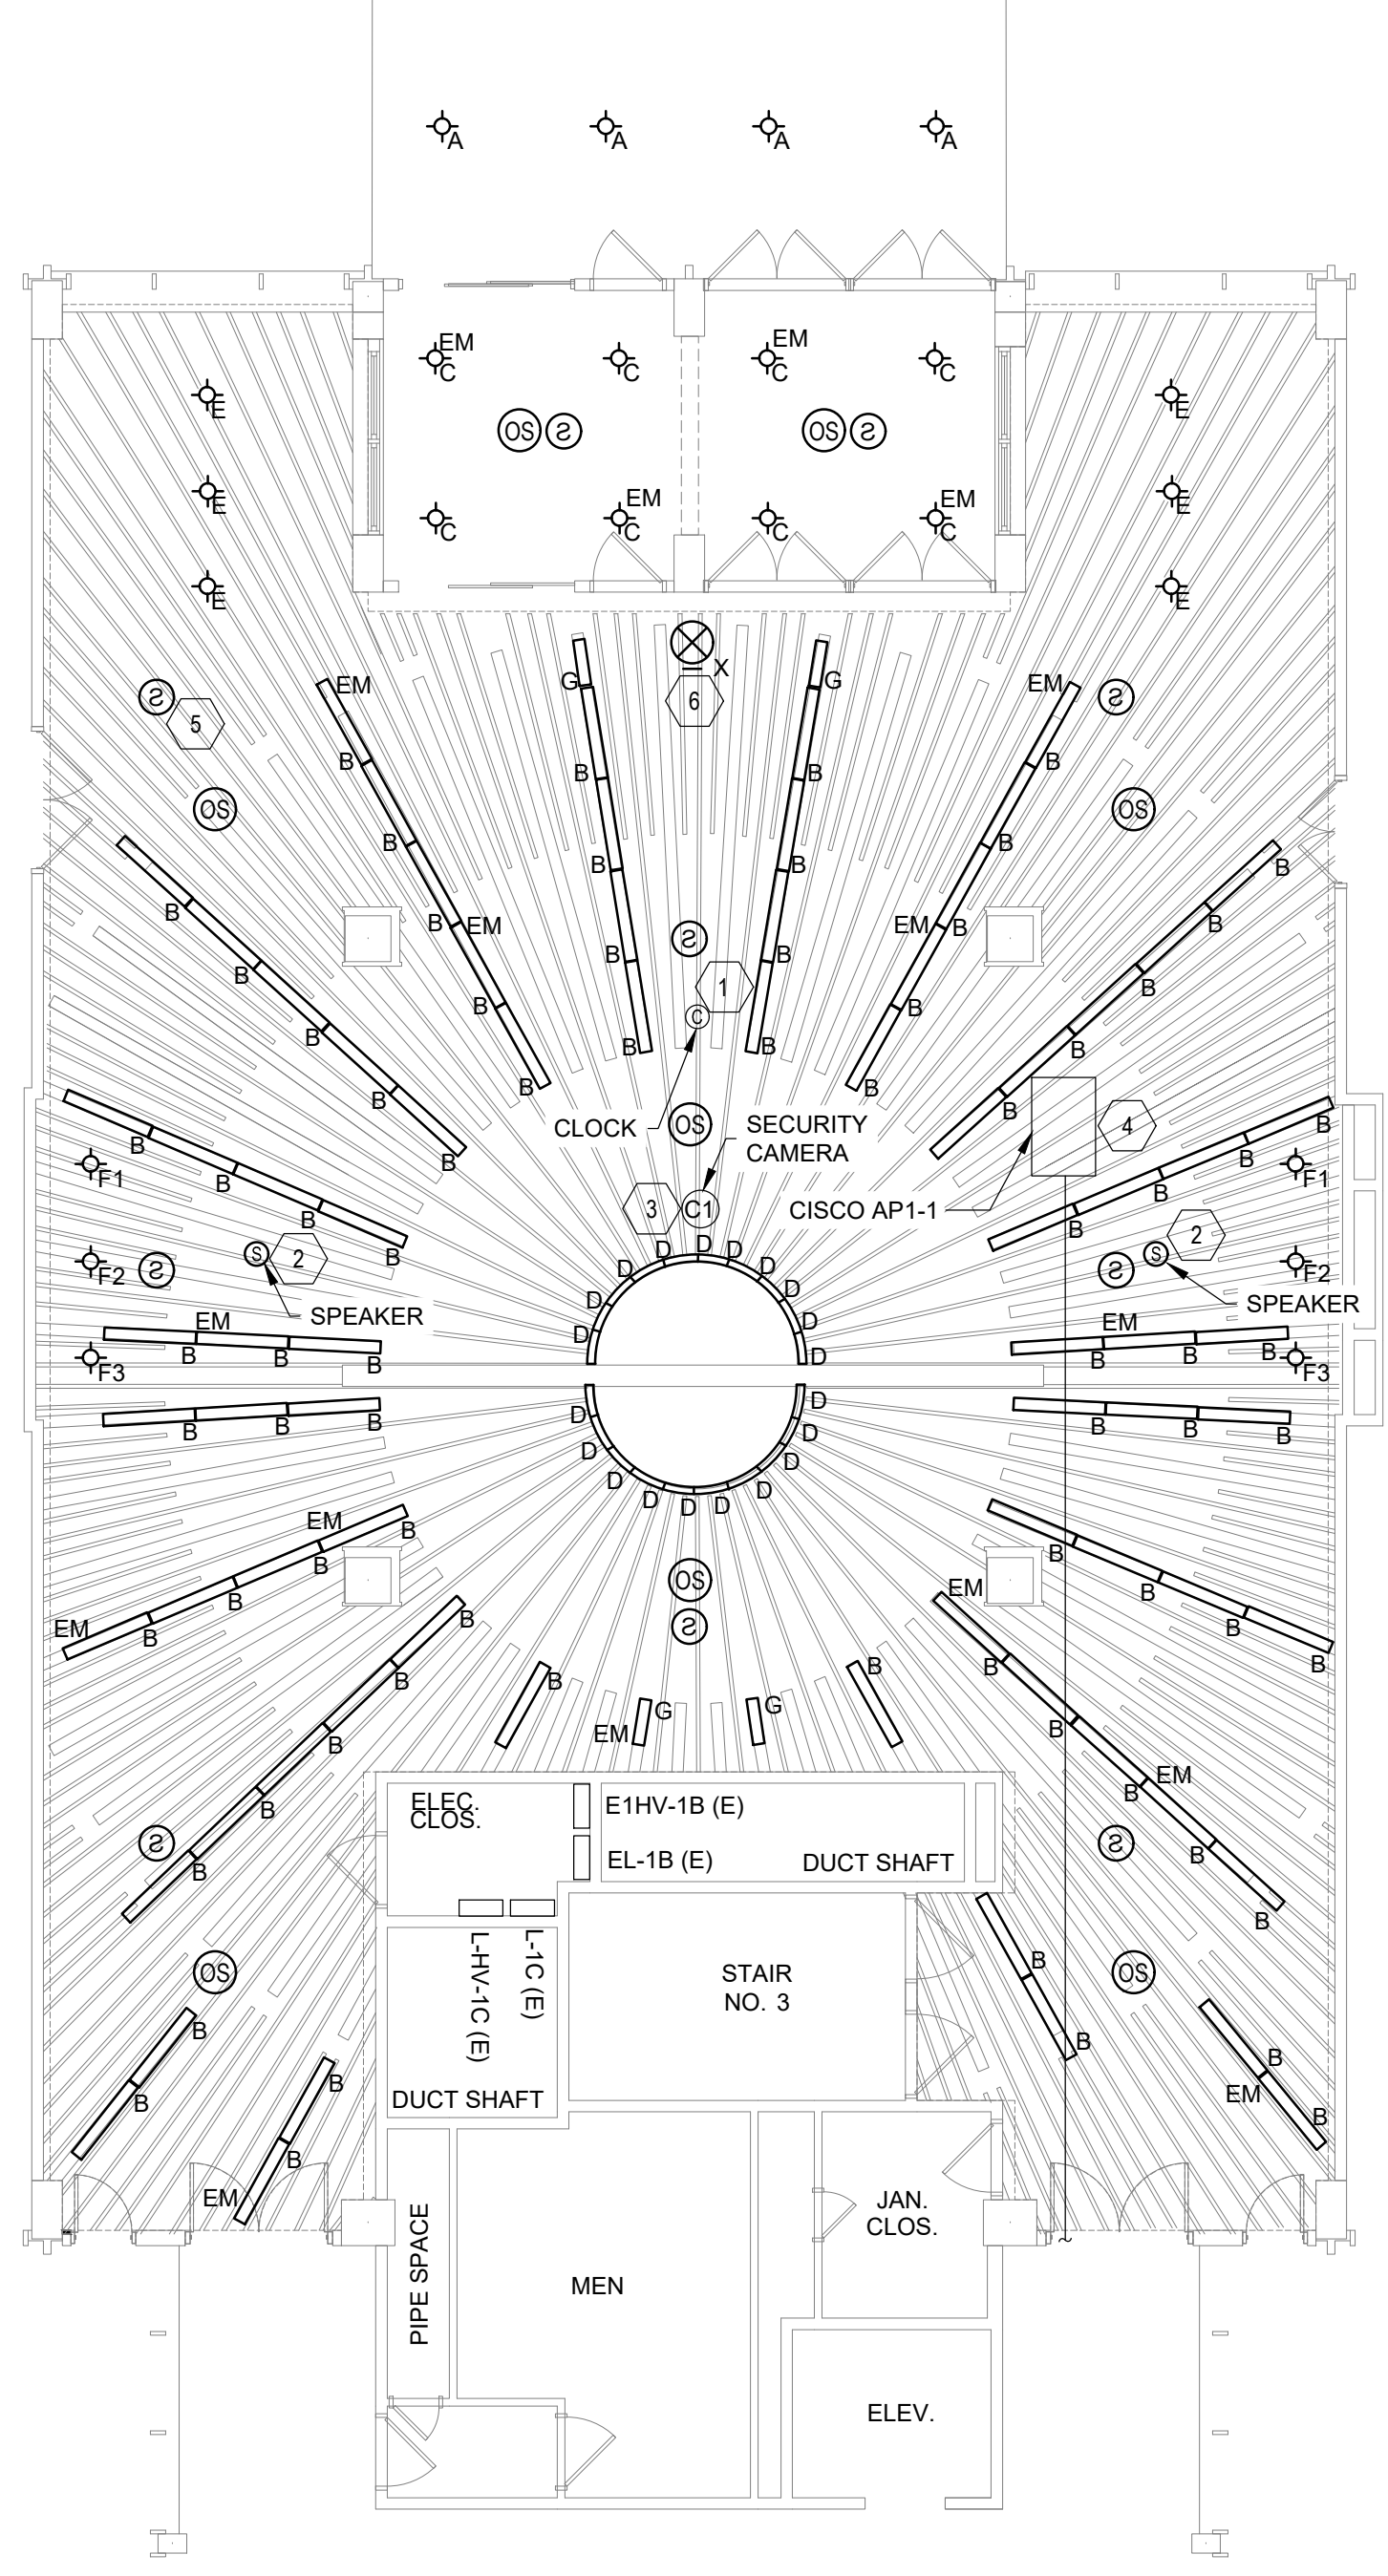 A A A A
EM EM
C C C C
E E
OS S OS S
E E
EM EM
C C C C
E E
X
EM G G EM
S 6 S
5
B B B B
OS OS
B B B B B
B EM EM B
B B
S
B B B B
1
C
B B B B
B B B B
CLOCK
OS
SECURITY
CAMERA
4
B B B B
F1 F1
B B
3 C1
CISCO AP1-1
B B
2
B S 2 S B
F2 S S F2
D D D D D D D D D D D
SPEAKER
SPEAKER
EM EM
B B B B B B
F3 F3
D D D D D D D D D D D
B B B B B B
EM
B B B
B B
OS
EM
B B
S
EM B B B B
B B B
G G
EM
B B
EM
B B
ELEC.
CLOS.
E1HV-1B (E)
EL-1B (E)
DUCT SHAFT
S S
B B
B
L-HV-1C (E)
L-1C (E)
STAIR
NO. 3
OS OS
B B
B B B
EM
B B
DUCT SHAFT
B
EM
JAN.
CLOS.
PIPE SPACE
MEN
ELEV.